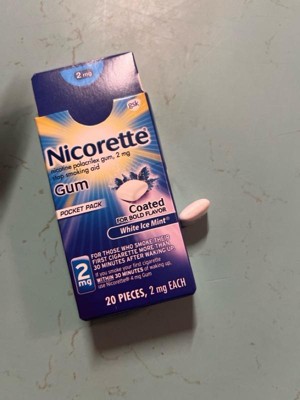 2 mg
gsk
Nicorette®
nicotine polacrilex gum, 2 mg
stop smoking aid
Gum
POCKET PACK
Coated
FOR BOLD FLAVOR
White Ice Mint®
2
mg
FOR THOSE WHO SMOKE THEIR
FIRST CIGARETTE MORE THAN
30 MINUTES AFTER WAKING UP.
If you smoke your first cigarette
WITHIN 30 MINUTES of waking up,
use Nicorette® 4 mg Gum
20 PIECES, 2 mg EACH